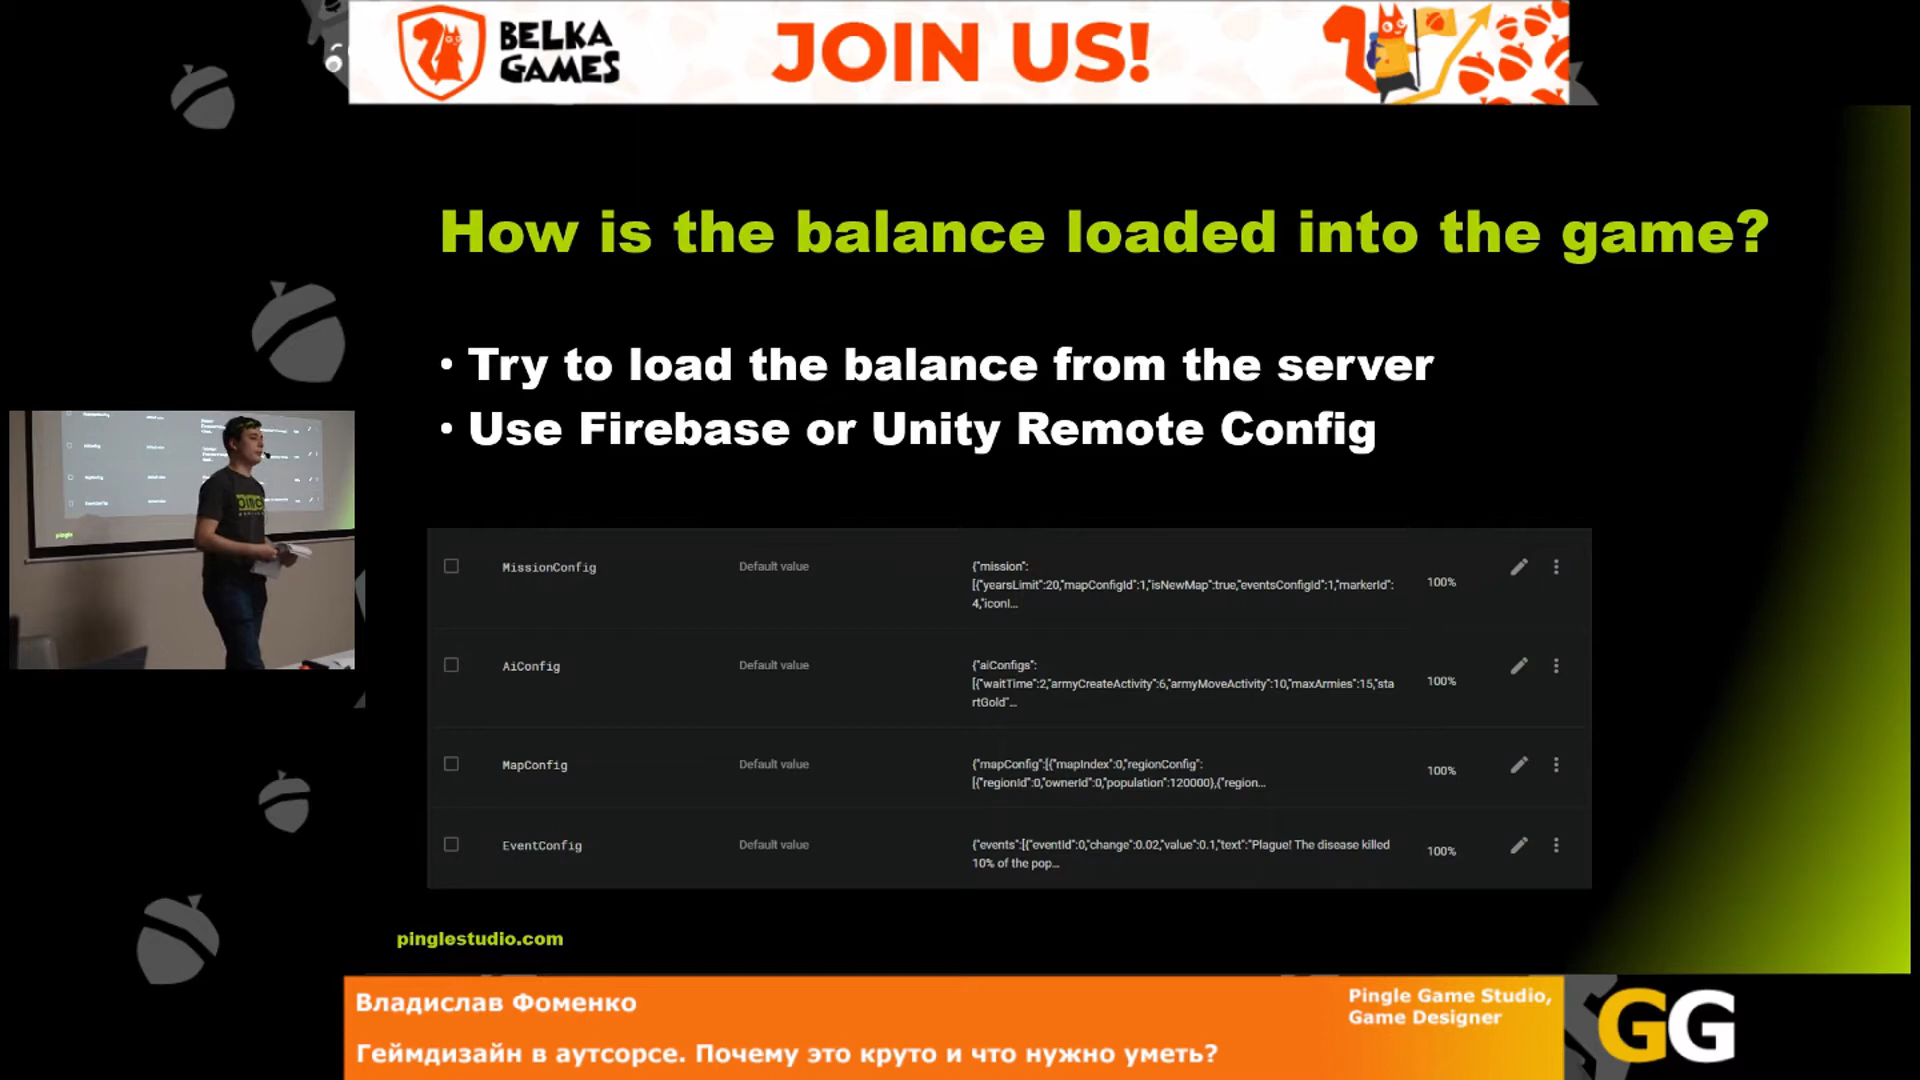 BELKA
GAMES
JOIN US!
How is the balance loaded into the game?
• Try to load the balance from the server
• Use Firebase or Unity Remote Config
MissionConfig
Default value
{"mission":
[{"yearsLimit":20,"mapConfigId":1,"isNewMap":true,"eventsConfigId":1,"markerId":
4,"iconI...
100%
AiConfig
Default value
{"aiConfigs":
[{"waitTime":2,"armyCreateActivity":6,"armyMoveActivity":10,"maxArmies":15,"sta
rtGold"...
100%
MapConfig
Default value
{"mapConfig":[{"mapIndex":0,"regionConfig":
[{"regionId":0,"ownerId":0,"population":120000},{"region...
100%
EventConfig
Default value
{"events":[{"eventId":0,"change":0.02,"value":0.1,"text":"Plague! The disease killed
10% of the pop...
100%
pinglestudio.com
Владислав Фоменко
Геймдизайн в аутсорсе. Почему это круто и что нужно уметь?
Pingle Game Studio,
Game Designer
GG